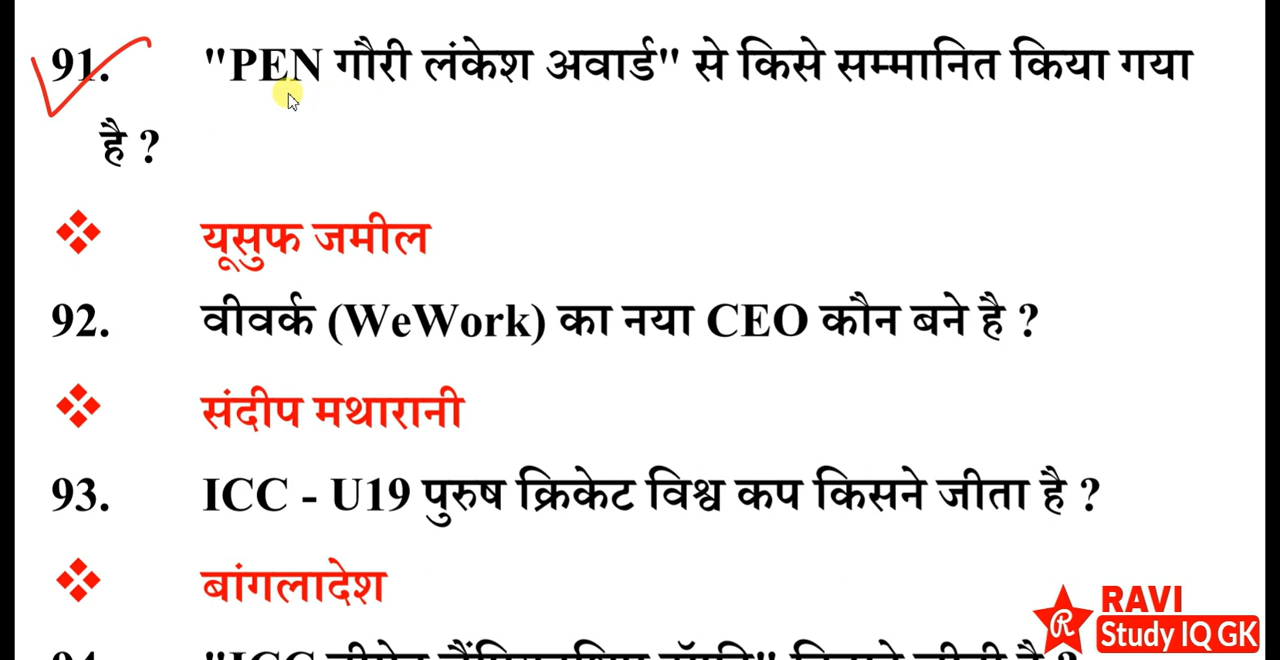 91. "PEN गौरी लंकेश अवार्ड" से किसे सम्मानित किया गया
है ?
❖ यूसुफ जमील
92. वीवर्क (WeWork) का नया CEO कौन बने है ?
❖ संदीप मथारानी
93. ICC - U19 पुरुष क्रिकेट विश्व कप किसने जीता है ?
❖ बांगलादेश
RAVI
R Study IQ GK
"ICC